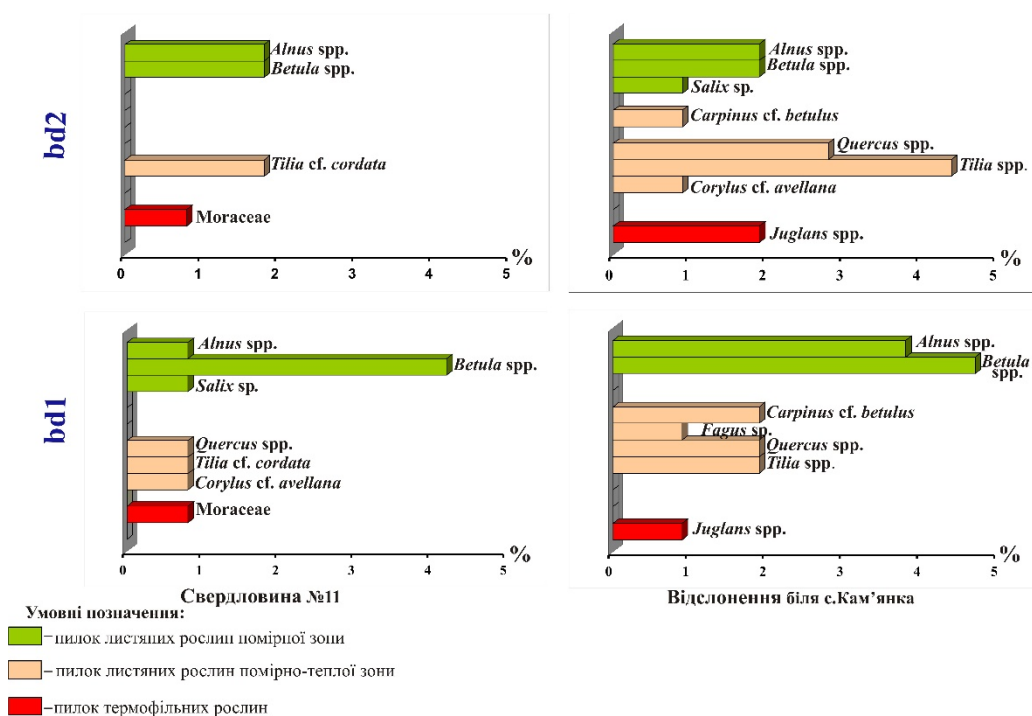 bd2
Alnus spp.
Betula spp.
Tilia cf. cordata
Moraceae
%
0 1 2 3 4 5
Alnus spp.
Betula spp.
Salix sp.
Carpinus cf. betulus
Quercus spp.
Tilia spp.
Corylus cf. avellana
Juglans spp.
%
0 1 2 3 4 5
bd1
Alnus spp.
Betula spp.
Salix sp.
Quercus spp.
Tilia cf. cordata
Corylus cf. avellana
Moraceae
%
0 1 2 3 4 5
Свердловина №11
Alnus spp.
Betula
spp.
Carpinus cf. betulus
Fagus sp.
Quercus spp.
Tilia spp.
Juglans spp.
%
0 1 2 3 4 5
Відслонення біля с.Кам’янка
Умовні позначення:
–пилок листяних рослин помірної зони
– пилок листяних рослин помірно-теплої зони
– пилок термофільних рослин